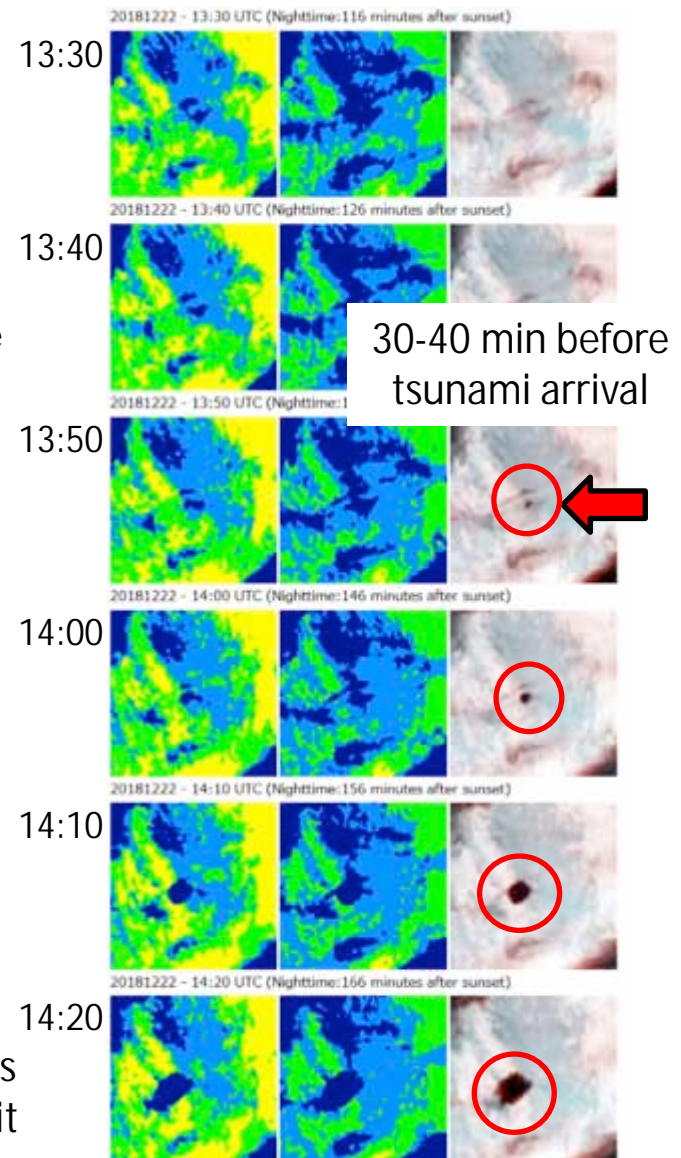 20181222 - 13:30 UTC (Nighttime:116 minutes after sunset)
13:30
20181222 - 13:40 UTC (Nighttime:126 minutes after sunset)
13:40
e
30-40 min before
tsunami arrival
20181222 - 13:50 UTC (Nighttime:1
13:50
20181222 - 14:00 UTC (Nighttime:146 minutes after sunset)
14:00
20181222 - 14:10 UTC (Nighttime:156 minutes after sunset)
14:10
20181222 - 14:20 UTC (Nighttime:166 minutes after sunset)
14:20
s
it